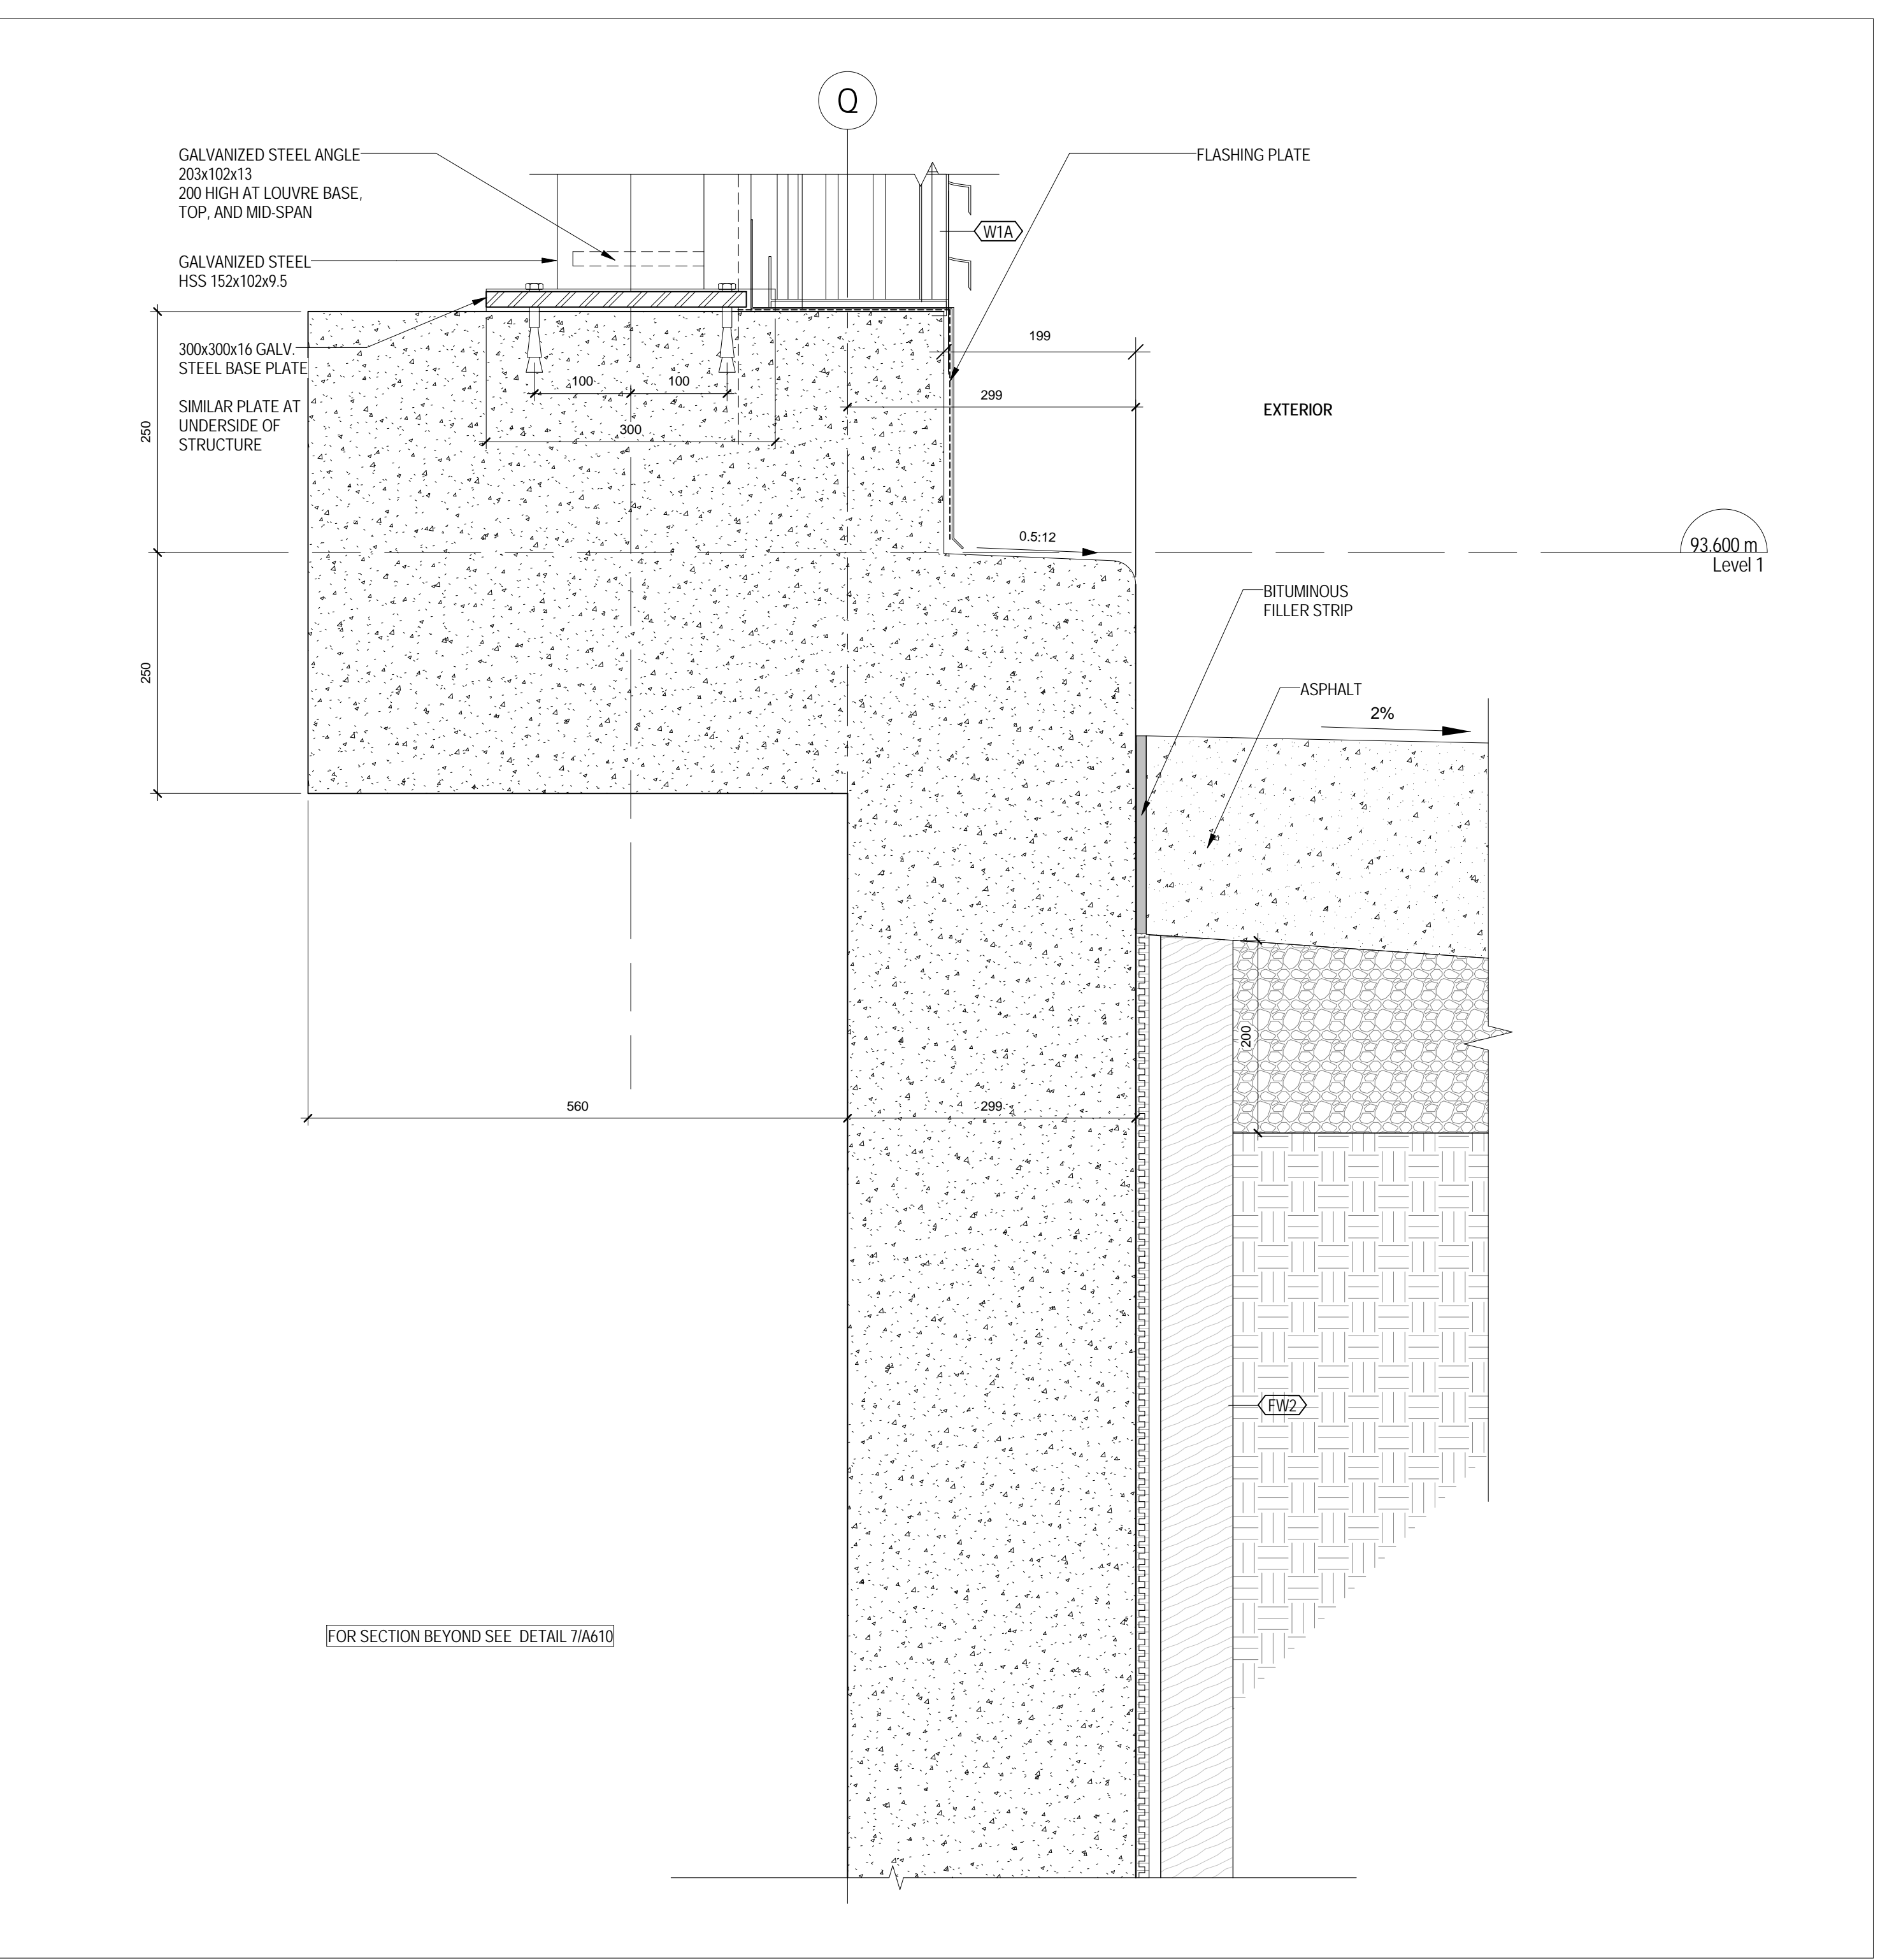 Q
GALVANIZED STEEL ANGLE
203x102x13
200 HIGH AT LOUVRE BASE,
TOP, AND MID-SPAN
FLASHING PLATE
W1A
GALVANIZED STEEL
HSS 152x102x9.5
300x300x16 GALV.
STEEL BASE PLATE
SIMILAR PLATE AT
UNDERSIDE OF
STRUCTURE
199
100
100
299
300
250
EXTERIOR
0.5:12
93.600 m
Level 1
BITUMINOUS
FILLER STRIP
250
ASPHALT
2%
200
560
299
FW2
FOR SECTION BEYOND SEE DETAIL 7/A610